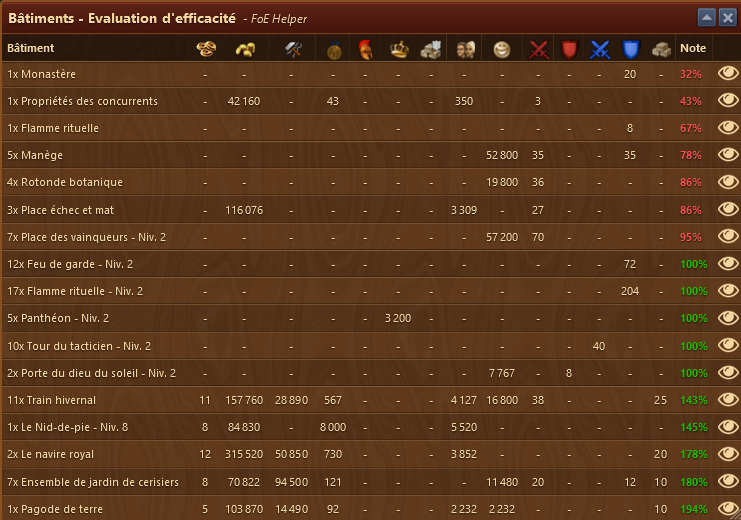 Bâtiments - Evaluation d'efficacité - FoE Helper
Bâtiment Note
1x Monastère - - - - - - - - - - - - 20 - 32%
1x Propriétés des concurrents - 42 160 - 43 - - - 350 - 3 - - - - 43%
1x Flamme rituelle - - - - - - - - - - - - 8 - 67%
5x Manège - - - - - - - - 52 800 35 - - 35 - 78%
4x Rotonde botanique - - - - - - - - 19 800 36 - - - - 86%
3x Place échec et mat - 116 076 - - - - - 3 309 - 27 - - - - 86%
7x Place des vainqueurs - Niv. 2 - - - - - - - - 57 200 70 - - - - 95%
12x Feu de garde - Niv. 2 - - - - - - - - - - - - 72 - 100%
17x Flamme rituelle - Niv. 2 - - - - - - - - - - - - 204 - 100%
5x Panthéon - Niv. 2 - - - - - 3 200 - - - - - - - - 100%
10x Tour du tacticien - Niv. 2 - - - - - - - - - - - 40 - - 100%
2x Porte du dieu du soleil - Niv. 2 - - - - - - - - 7 767 - 8 - - - 100%
11x Train hivernal 11 157 760 28 890 567 - - - 4 127 16 800 38 - - - 25 143%
1x Le Nid-de-pie - Niv. 8 8 84 830 - 8 000 - - - 5 520 - - - - - - 145%
2x Le navire royal 12 315 520 50 850 730 - - - 3 852 - - - - - 20 178%
7x Ensemble de jardin de cerisiers 8 70 822 94 500 121 - - - - 11 480 20 - - 12 10 180%
1x Pagode de terre 5 103 870 14 490 92 - - - 2 232 2 232 - - - - 10 194%